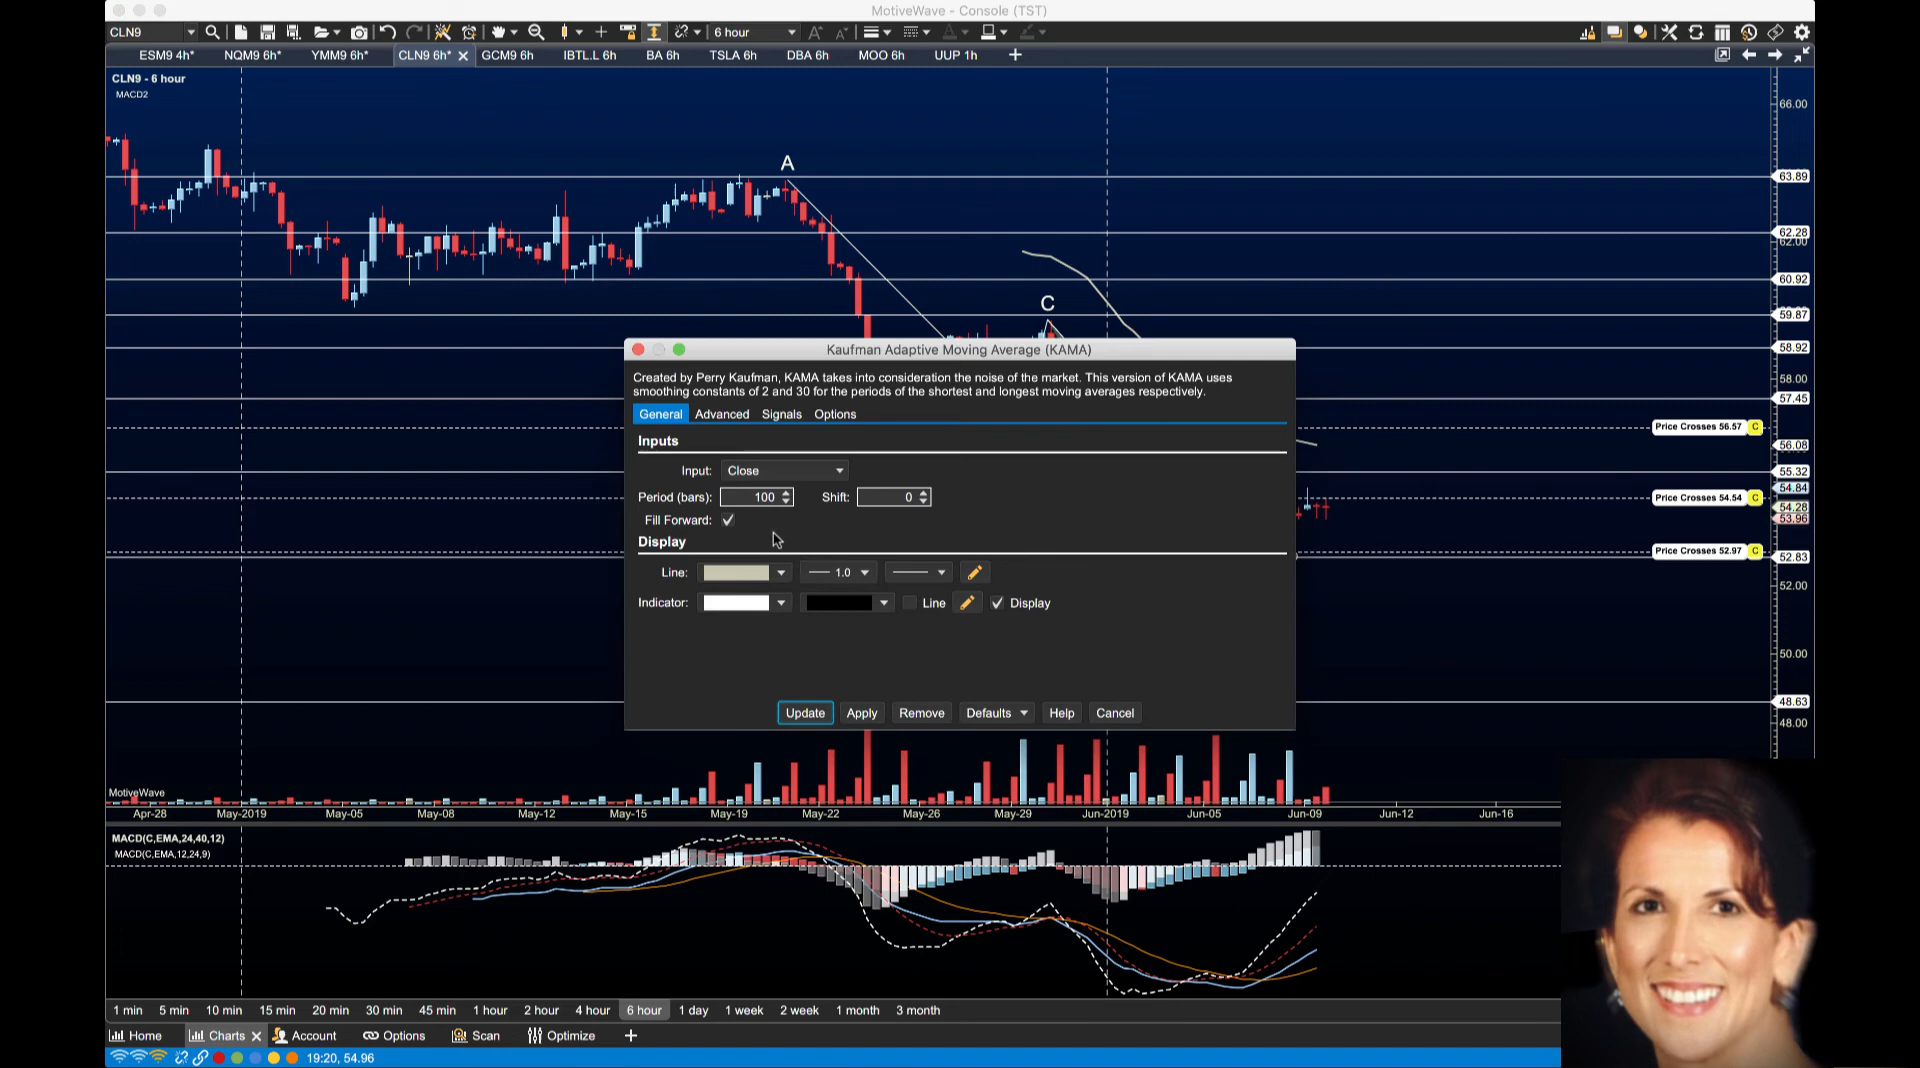 MotiveWave - Console (TST)
CLN9
6 hour
ESM9 4h* NQM9 6h* YMM9 6h* CLN9 6h* GCM9 6h IBTL.L 6h BA 6h TSLA 6h DBA 6h MOO 6h UUP 1h
CLN9 - 6 hour
MACD2
66.00
A
63.89
62.28
62.00
60.92
C
59.87
58.92
58.00
57.45
Price Crosses 56.57 C
56.08
55.32
54.84
Price Crosses 54.54 C
54.28
53.96
Price Crosses 52.97 C
52.83
52.00
50.00
48.63
48.00
Kaufman Adaptive Moving Average (KAMA)
Created by Perry Kaufman, KAMA takes into consideration the noise of the market. This version of KAMA uses
smoothing constants of 2 and 30 for the periods of the shortest and longest moving averages respectively.
General Advanced Signals Options
Inputs
Input: Close
Period (bars): 100 Shift: 0
Fill Forward:
Display
Line: 1.0
Indicator: Line Display
Update Apply Remove Defaults Help Cancel
MotiveWave
Apr-28 May-2019 May-05 May-08 May-12 May-15 May-19 May-22 May-26 May-29 Jun-2019 Jun-05 Jun-09 Jun-12 Jun-16
MACD(C,EMA,24,40,12)
MACD(C,EMA,12,24,9)
1 min 5 min 10 min 15 min 20 min 30 min 45 min 1 hour 2 hour 4 hour 6 hour 1 day 1 week 2 week 1 month 3 month
Home Charts Account Options Scan Optimize
19:20, 54.96